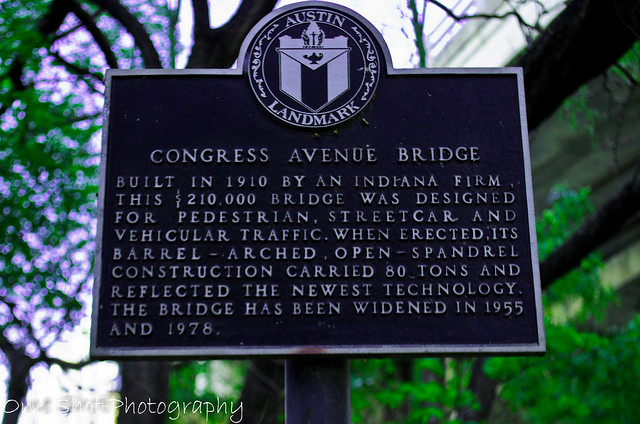 AUSTIN
LANDMARK
CONGRESS AVENUE BRIDGE
BUILT IN 1910 BY AN INDIANA FIRM,
THIS $210,000 BRIDGE WAS DESIGNED
FOR PEDESTRIAN, STREETCAR AND
VEHICULAR TRAFFIC. WHEN ERECTED, ITS
BARREL-ARCHED, OPEN-SPANDREL
CONSTRUCTION CARRIED 80 TONS AND
REFLECTED THE NEWEST TECHNOLOGY.
THE BRIDGE HAS BEEN WIDENED IN 1955
AND 1978.
One Shot Photography